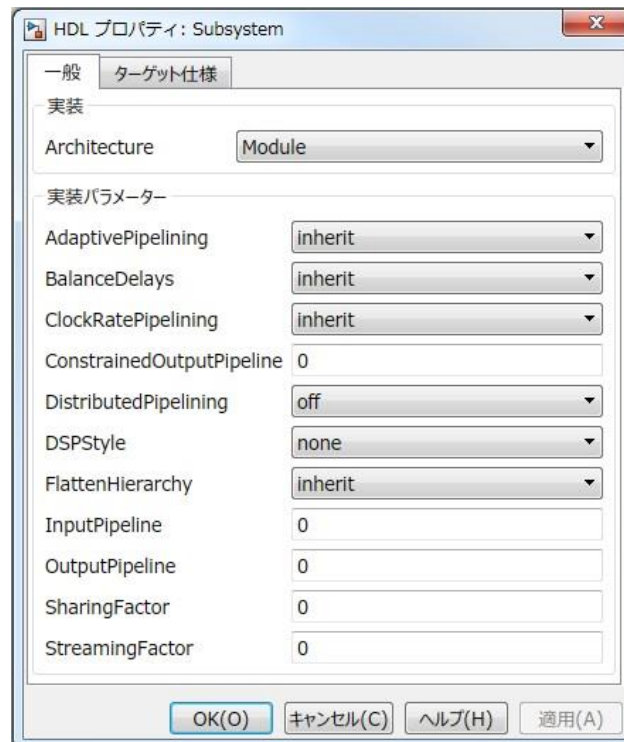 HDL プロパティ: Subsystem
一般 ターゲット仕様
実装
Architecture Module
実装パラメーター
AdaptivePipelining inherit
BalanceDelays inherit
ClockRatePipelining inherit
ConstrainedOutputPipeline 0
DistributedPipelining off
DSPStyle none
FlattenHierarchy inherit
InputPipeline 0
OutputPipeline 0
SharingFactor 0
StreamingFactor 0
OK(O) キャンセル(C) ヘルプ(H) 適用(A)